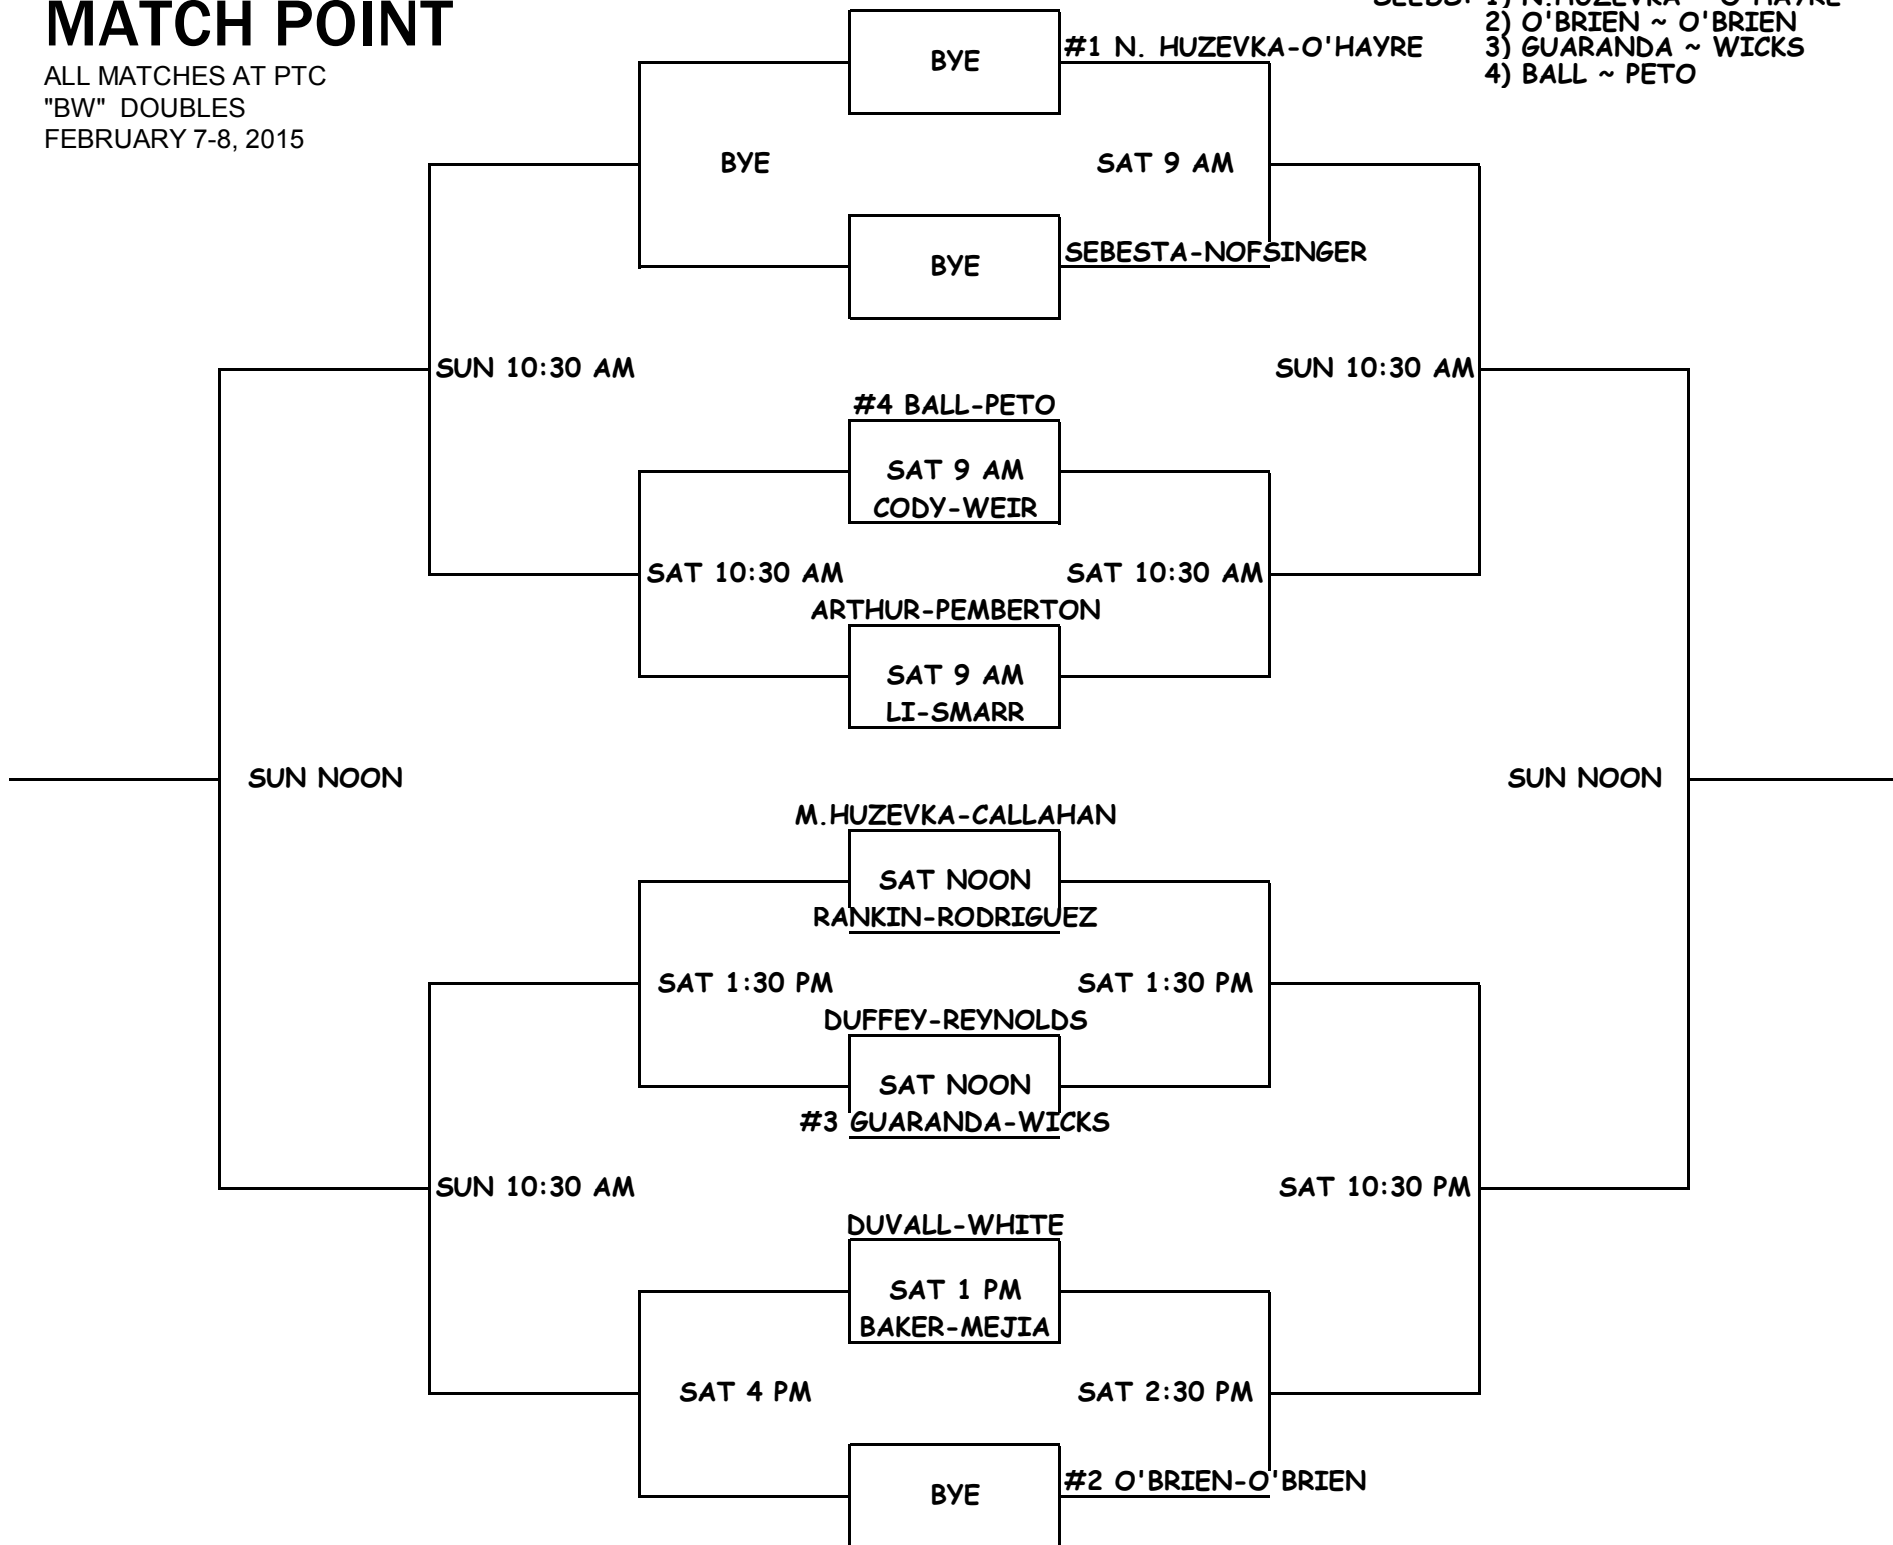 MATCH POINT
ALL MATCHES AT PTC
"BW" DOUBLES
FEBRUARY 7-8, 2015
SEEDS: 1) N.HUZEVKA ~ O'HAYRE
2) O'BRIEN ~ O'BRIEN
3) GUARANDA ~ WICKS
4) BALL ~ PETO
BYE
#1 N. HUZEVKA-O'HAYRE
BYE
SAT 9 AM
BYE
SEBESTA-NOFSINGER
SUN 10:30 AM
SUN 10:30 AM
#4 BALL-PETO
SAT 9 AM
CODY-WEIR
SAT 10:30 AM
SAT 10:30 AM
ARTHUR-PEMBERTON
SAT 9 AM
LI-SMARR
SUN NOON
SUN NOON
M.HUZEVKA-CALLAHAN
SAT NOON
RANKIN-RODRIGUEZ
SAT 1:30 PM
SAT 1:30 PM
DUFFEY-REYNOLDS
SAT NOON
#3 GUARANDA-WICKS
SUN 10:30 AM
SAT 10:30 PM
DUVALL-WHITE
SAT 1 PM
BAKER-MEJIA
SAT 4 PM
SAT 2:30 PM
BYE
#2 O'BRIEN-O'BRIEN